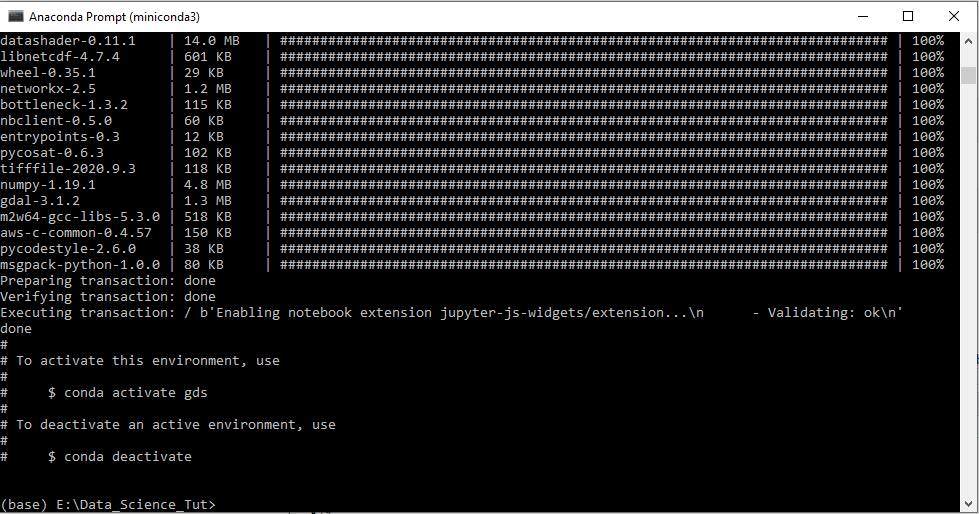 Anaconda Prompt (miniconda3)
datashader-0.11.1    | 14.0 MB   | ############################################################################ | 100%
libnetcdf-4.7.4      | 601 KB    | ############################################################################ | 100%
wheel-0.35.1         | 29 KB     | ############################################################################ | 100%
networkx-2.5         | 1.2 MB    | ############################################################################ | 100%
bottleneck-1.3.2     | 115 KB    | ############################################################################ | 100%
nbclient-0.5.0       | 60 KB     | ############################################################################ | 100%
entrypoints-0.3      | 12 KB     | ############################################################################ | 100%
pycosat-0.6.3        | 102 KB    | ############################################################################ | 100%
tifffile-2020.9.3    | 118 KB    | ############################################################################ | 100%
numpy-1.19.1         | 4.8 MB    | ############################################################################ | 100%
gdal-3.1.2           | 1.3 MB    | ############################################################################ | 100%
m2w64-gcc-libs-5.3.0 | 518 KB    | ############################################################################ | 100%
aws-c-common-0.4.57  | 150 KB    | ############################################################################ | 100%
pycodestyle-2.6.0    | 38 KB     | ############################################################################ | 100%
msgpack-python-1.0.0 | 80 KB     | ############################################################################ | 100%
Preparing transaction: done
Verifying transaction: done
Executing transaction: / b'Enabling notebook extension jupyter-js-widgets/extension...\n      - Validating: ok\n'
done
#
# To activate this environment, use
#
#     $ conda activate gds
#
# To deactivate an active environment, use
#
#     $ conda deactivate
(base) E:\Data_Science_Tut>